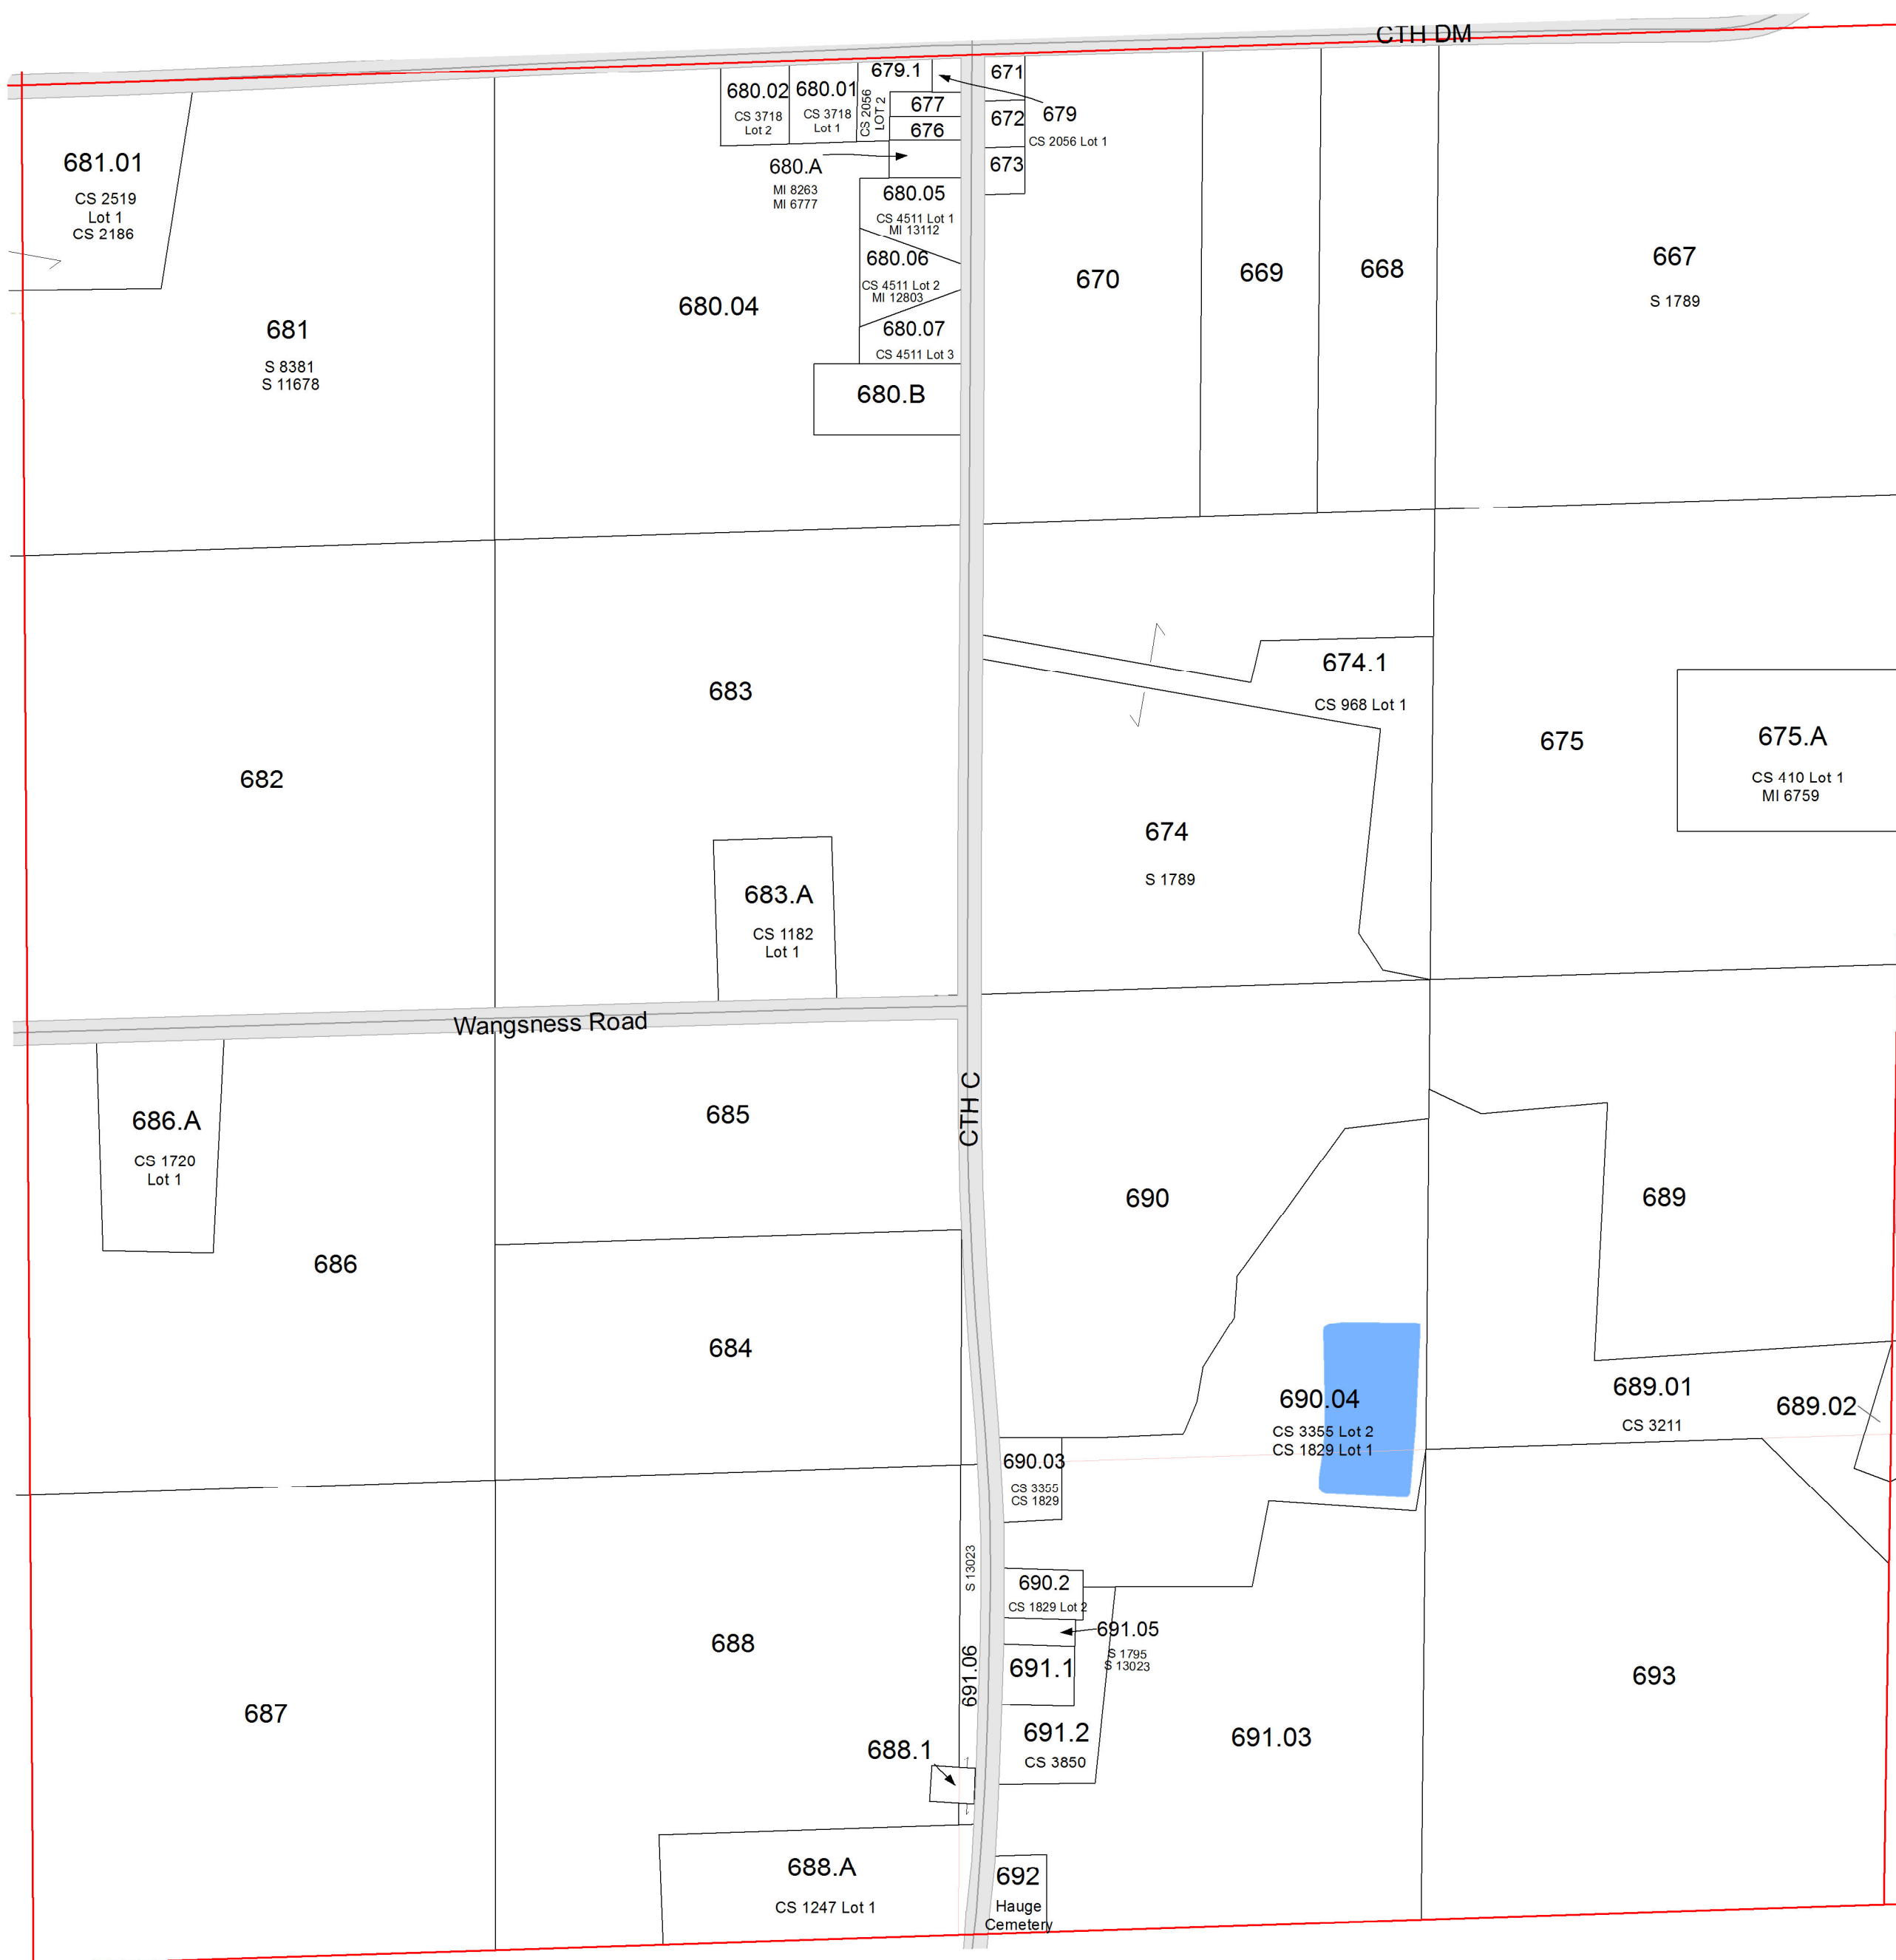 CTH DM
679.1
671
680.02
680.01
CS 3718
Lot 2
CS 3718
Lot 1
CS 2056
LOT 2
677
676
672
679
CS 2056 Lot 1
673
681.01
CS 2519
Lot 1
CS 2186
680.A
MI 8263
MI 6777
680.05
CS 4511 Lot 1
MI 13112
680.06
CS 4511 Lot 2
MI 12803
680.07
CS 4511 Lot 3
680.B
681
S 8381
S 11678
680.04
670
669
668
667
S 1789
674.1
CS 968 Lot 1
683
682
675
675.A
CS 410 Lot 1
MI 6759
674
S 1789
683.A
CS 1182
Lot 1
Wangsness Road
CTH C
686.A
CS 1720
Lot 1
685
690
689
686
684
690.04
CS 3355 Lot 2
CS 1829 Lot 1
689.01
CS 3211
689.02
690.03
CS 3355
CS 1829
S 13023
690.2
CS 1829 Lot 2
691.05
S 1795
S 13023
688
691.06
691.1
693
687
691.2
CS 3850
691.03
688.1
688.A
CS 1247 Lot 1
692
Hauge
Cemetery